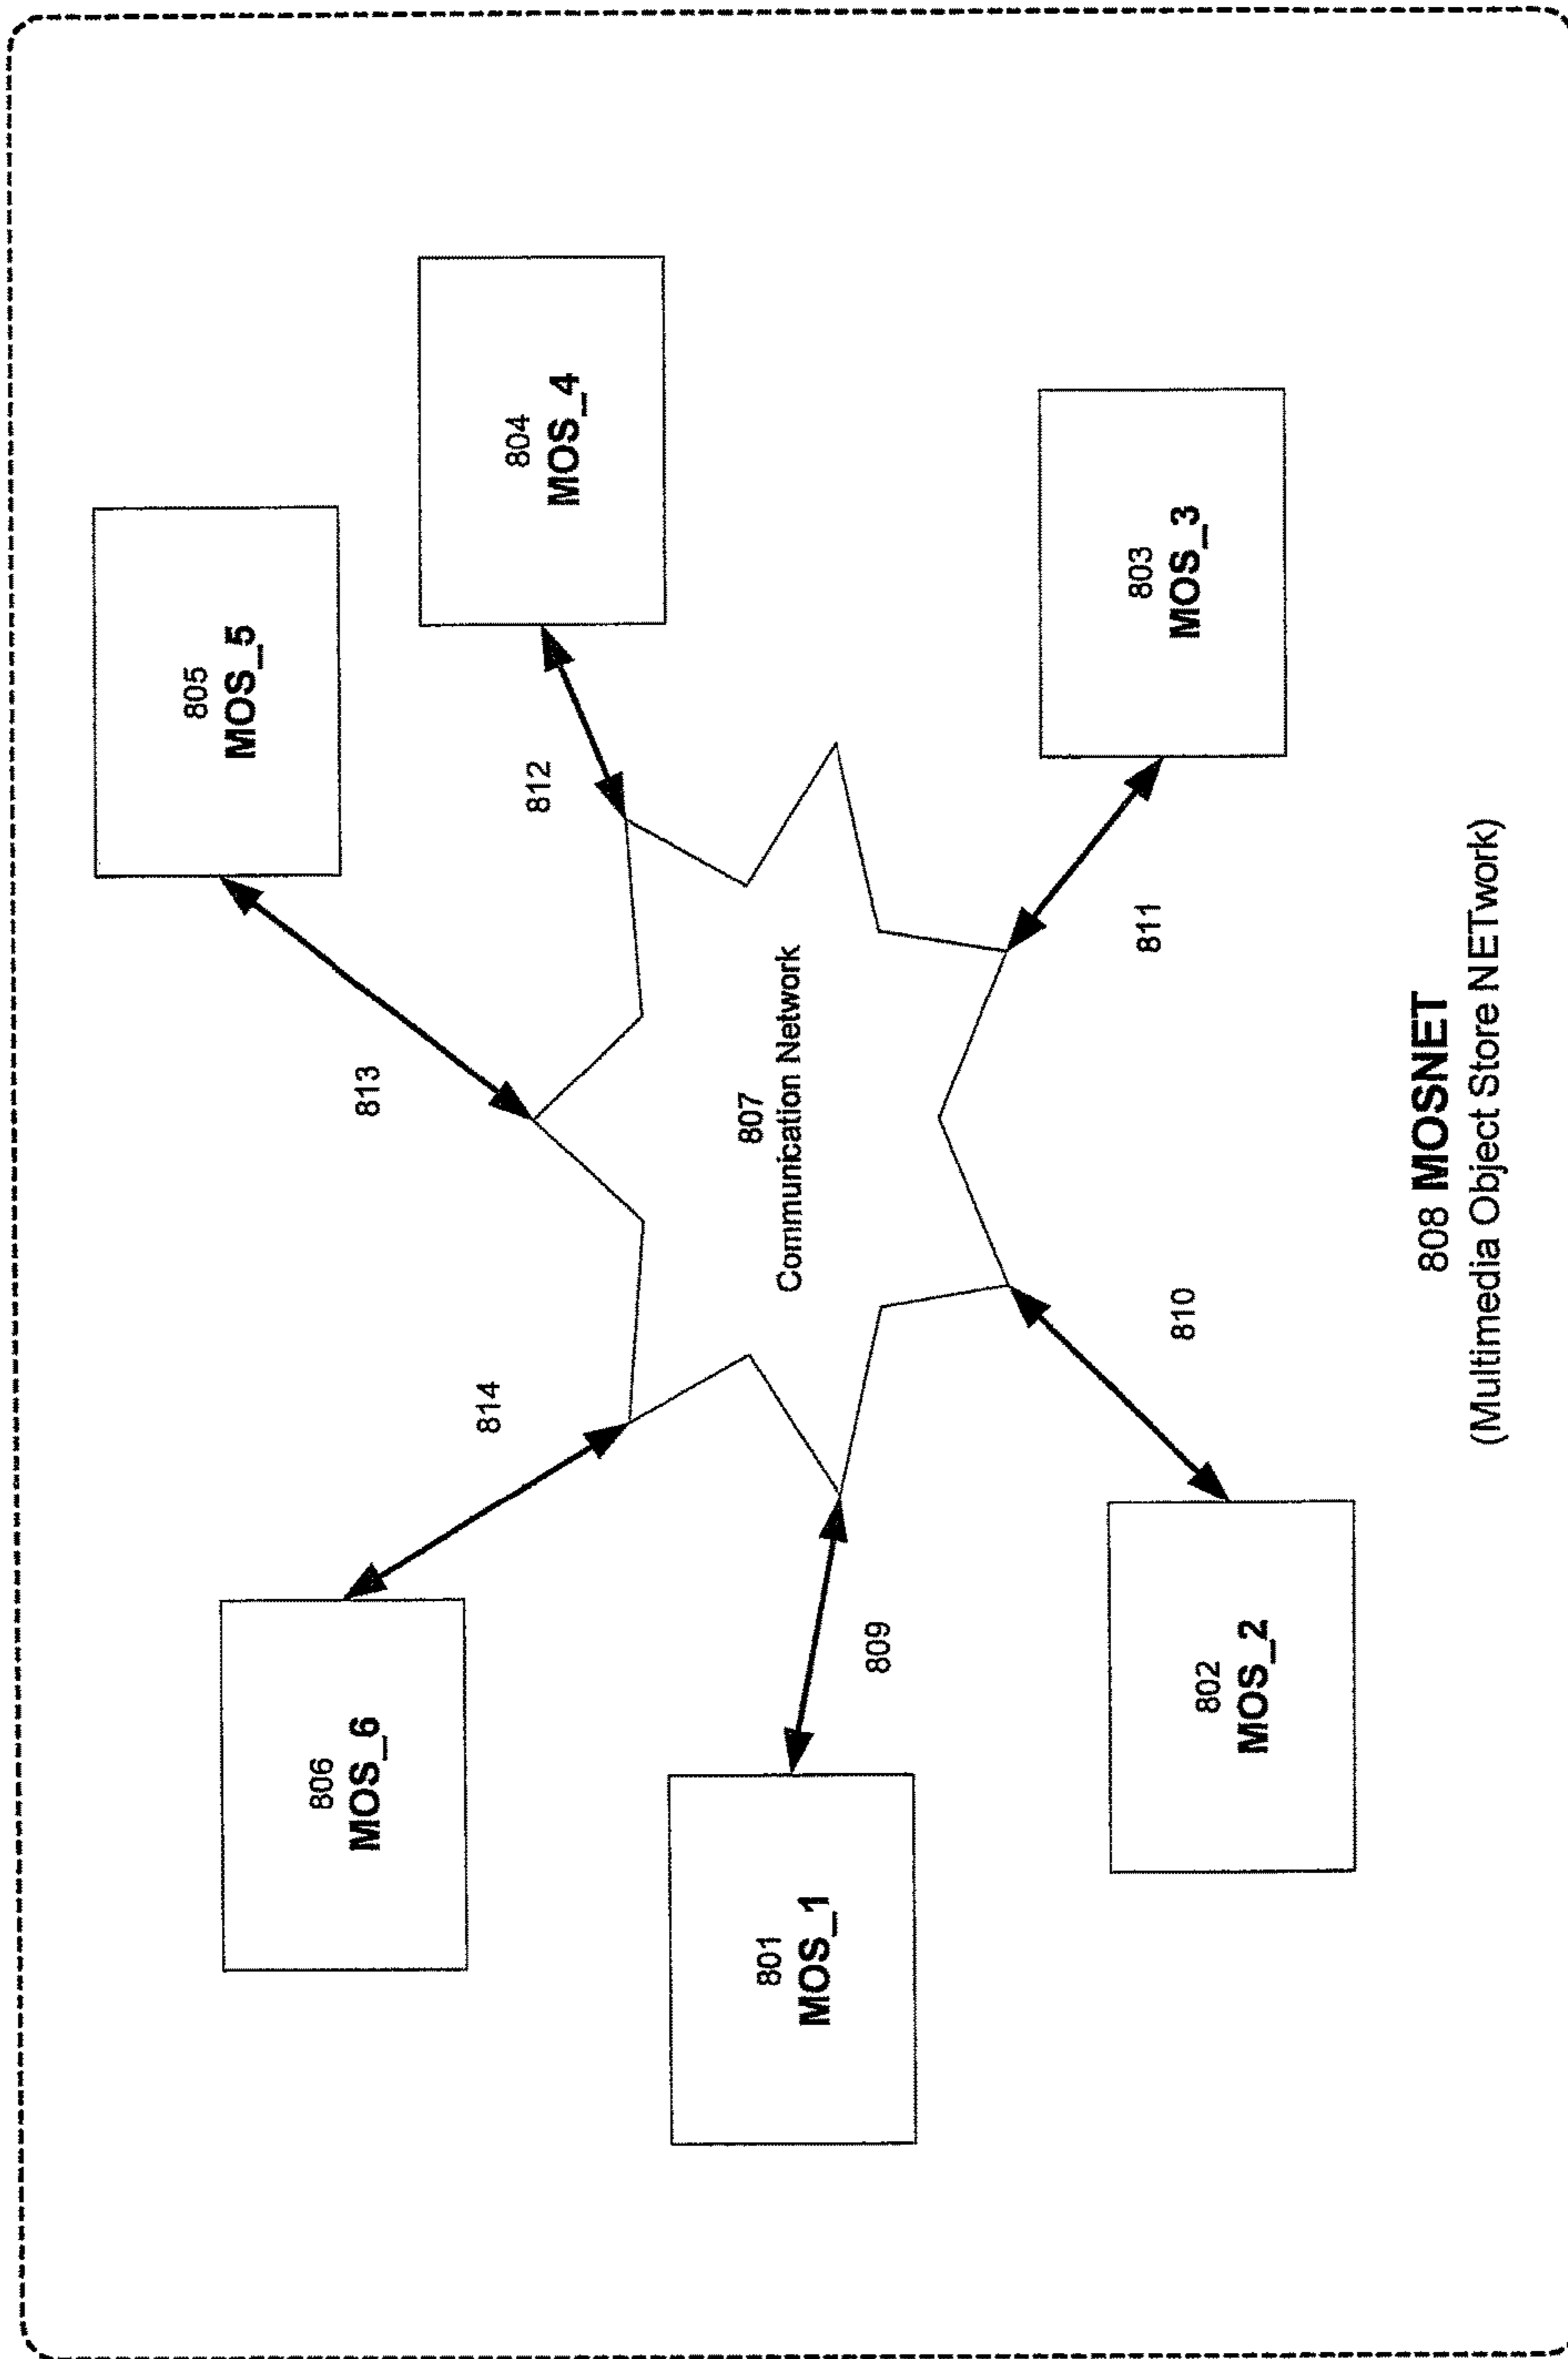 805
MOS_5
806
MOS_6
804
MOS_4
813
814
812
807
Communication Network
801
MOS_1
809
803
MOS_3
811
810
802
MOS_2
808 MOSNET
(Multimedia Object Store NETwork)